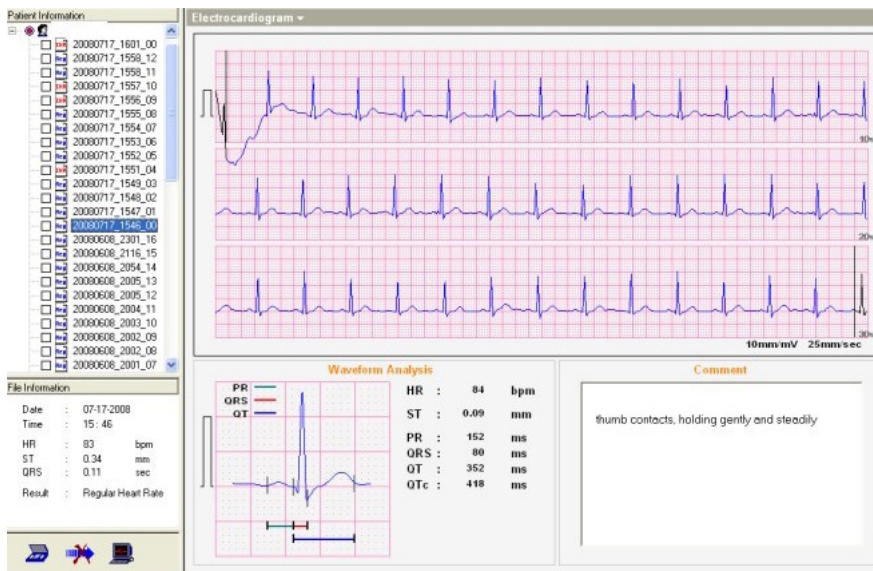 Patient Information
20080717_1601_00
20080717_1558_12
20080717_1558_11
20080717_1557_10
20080717_1556_09
20080717_1555_08
20080717_1554_07
20080717_1553_06
20080717_1552_05
20080717_1551_04
20080717_1549_03
20080717_1548_02
20080717_1547_01
20080717_1546_00
20080608_2301_16
20080608_2116_15
20080608_2054_14
20080608_2005_13
20080608_2005_12
20080608_2004_11
20080608_2003_10
20080608_2002_09
20080608_2002_08
20080608_2001_07
File Information
Date : 07-17-2008
Time : 15: 46
HR : 83 bpm
ST : 0.34 mm
QRS : 0.11 sec
Result : Regular Heart Rate
Electrocardiogram
10s
20s
30s
10mm/mV 25mm/sec
Waveform Analysis
PR
QRS
QT
HR : 84 bpm
ST : 0.09 mm
PR : 152 ms
QRS : 80 ms
QT : 352 ms
QTc : 418 ms
Comment
thumb contacts, holding gently and steadily